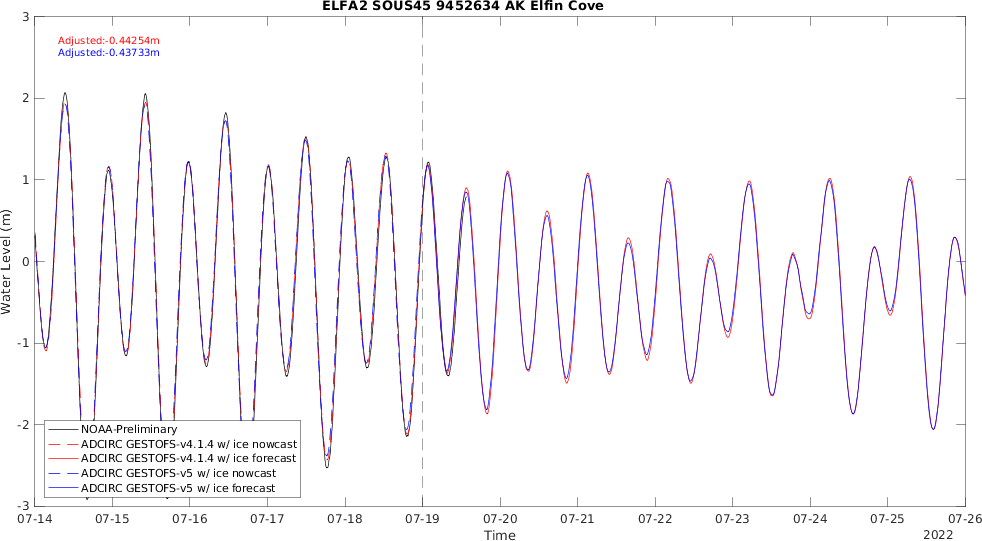 ELFA2 SOUS45 9452634 AK Elfin Cove
Adjusted:-0.44254m
Adjusted:-0.43733m
3
2
1
0
-1
-2
-3
Water Level (m)
NOAA-Preliminary
ADCIRC GESTOFS-v4.1.4 w/ ice nowcast
ADCIRC GESTOFS-v4.1.4 w/ ice forecast
ADCIRC GESTOFS-v5 w/ ice nowcast
ADCIRC GESTOFS-v5 w/ ice forecast
07-14 07-15 07-16 07-17 07-18 07-19 07-20 07-21 07-22 07-23 07-24 07-25 07-26
Time
2022